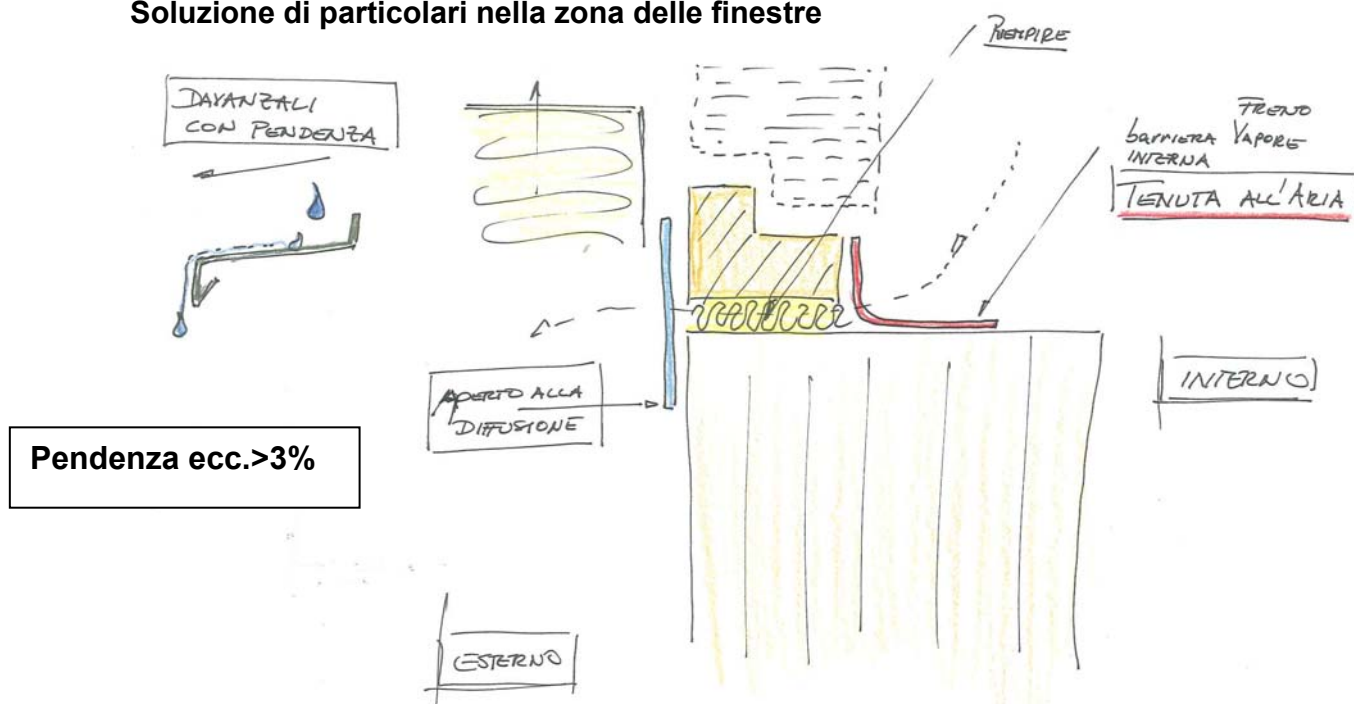 Soluzione di particolari nella zona delle finestre
RIEMPIRE
DAVANZALI
CON PENDENZA
FRENO
barriera VAPORE
INTERNA
TENUTA ALL'ARIA
APERTO ALLA
DIFFUSIONE
INTERNO
Pendenza ecc.>3%
ESTERNO